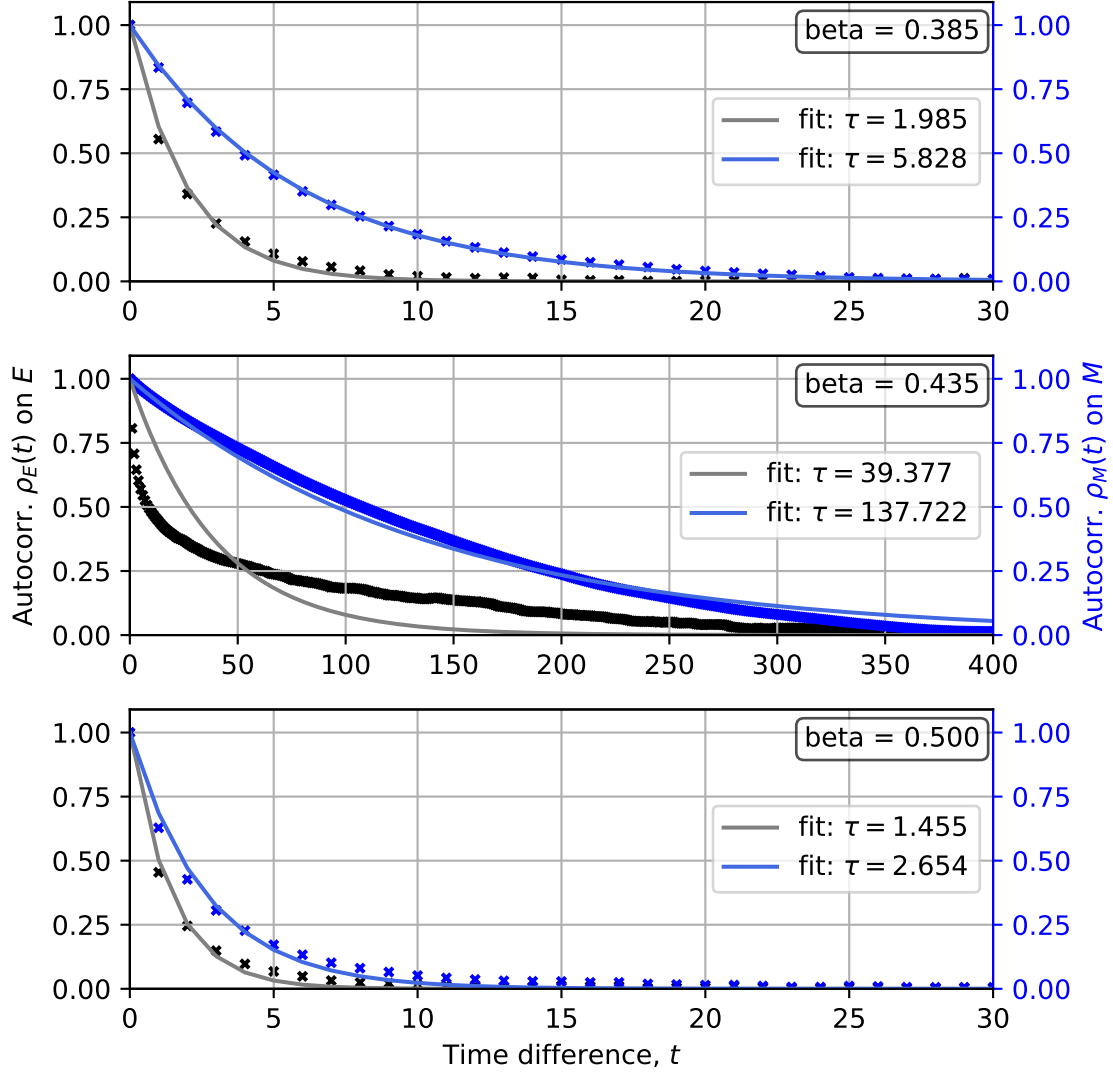 1.00
0.75
0.50
0.25
0.00
beta = 0.385
fit: τ = 1.985
fit: τ = 5.828
1.00
0.75
0.50
0.25
0.00
0 5 10 15 20 25 30
Autocorr. ρE(t) on E
1.00
0.75
0.50
0.25
0.00
beta = 0.435
fit: τ = 39.377
fit: τ = 137.722
1.00
0.75
0.50
0.25
0.00
Autocorr. ρM(t) on M
0 50 100 150 200 250 300 350 400
1.00
0.75
0.50
0.25
0.00
beta = 0.500
fit: τ = 1.455
fit: τ = 2.654
1.00
0.75
0.50
0.25
0.00
0 5 10 15 20 25 30
Time difference, t